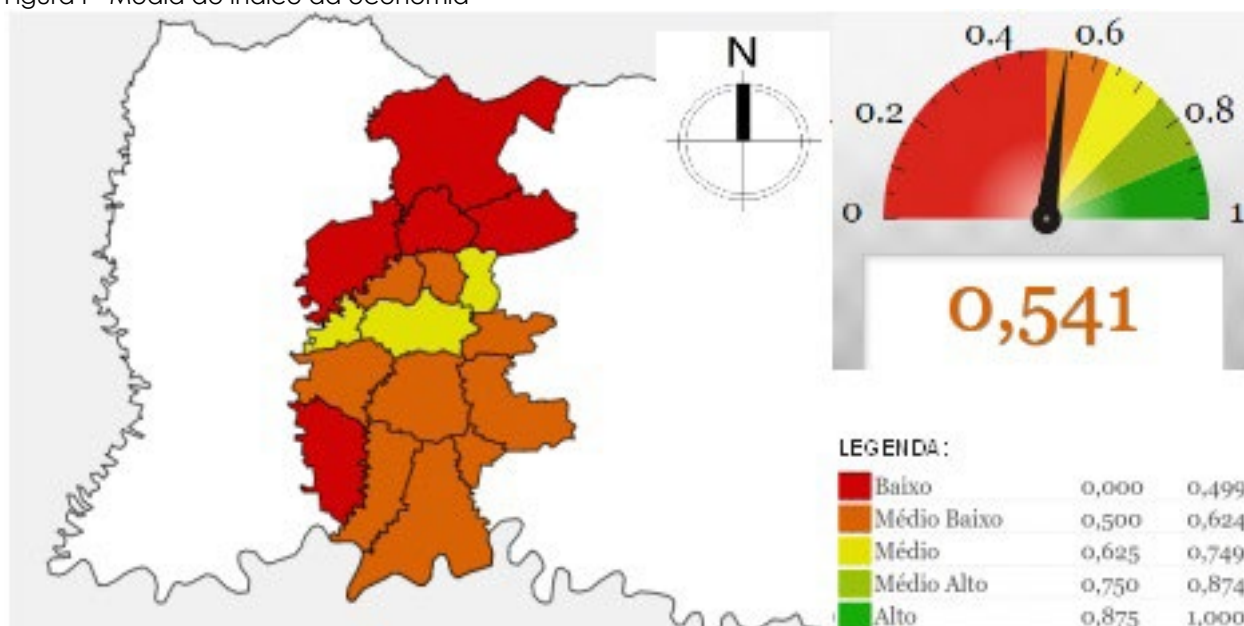 N
0.4 0.6
0.2 0.8
0 1
0,541
LEGENDA:
Baixo 0,000 0,499
Médio Baixo 0,500 0,624
Médio 0,625 0,749
Médio Alto 0,750 0,874
Alto 0,875 1,000